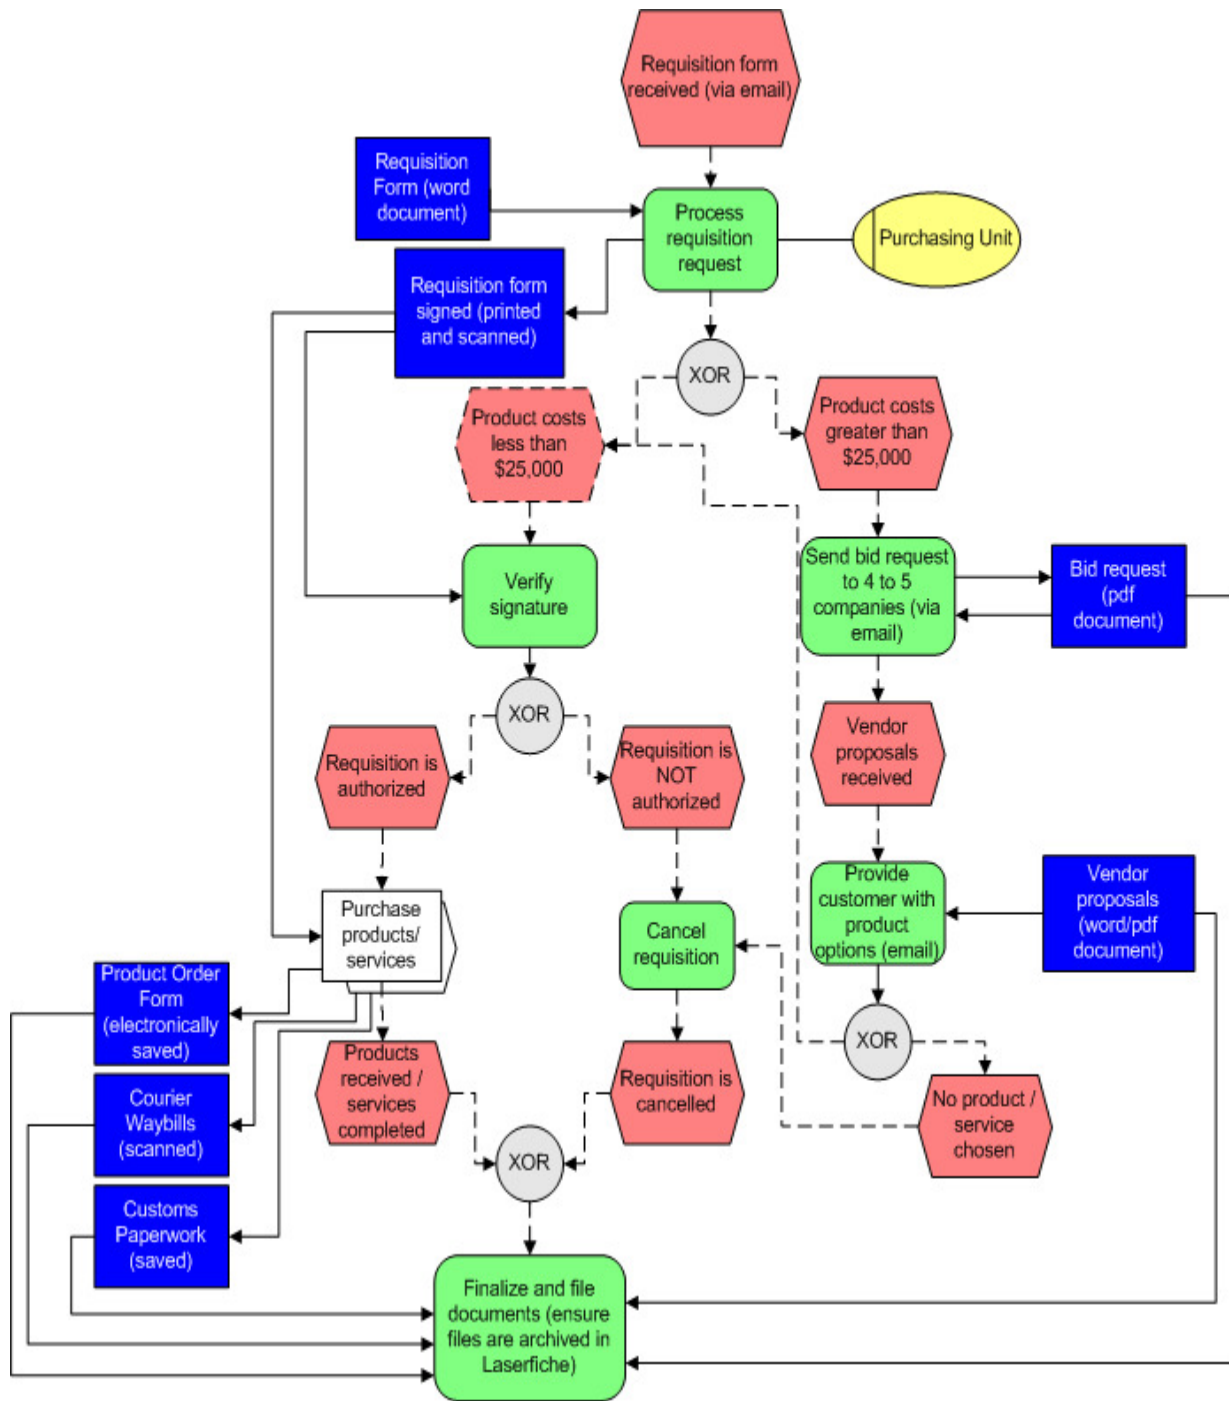 Requisition form
received (via email)
Requisition
Form (word
document)
Process
requisition
request
Purchasing Unit
Requisition form
signed (printed
and scanned)
XOR
Product costs
less than
$25,000
Product costs
greater than
$25,000
Verify
signature
Send bid request
to 4 to 5
companies (via
email)
Bid request
(pdf
document)
XOR
Requisition is
authorized
Requisition is
NOT
authorized
Vendor
proposals
received
Purchase
products/
services
Cancel
requisition
Provide
customer with
product
options (email)
Vendor
proposals
(word/pdf
document)
Product Order
Form
(electronically
saved)
XOR
Products
received /
services
completed
Requisition is
cancelled
No product /
service
chosen
Courier
Waybills
(scanned)
XOR
Customs
Paperwork
(saved)
Finalize and file
documents (ensure
files are archived in
Laserfiche)